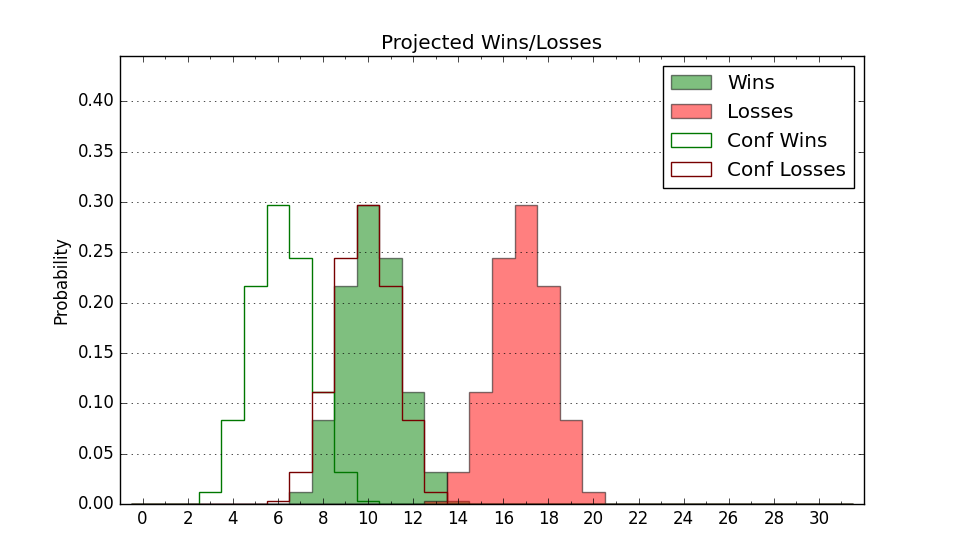 Projected Wins/Losses
Wins
Losses
Conf Wins
Conf Losses
Probability
0.40
0.35
0.30
0.25
0.20
0.15
0.10
0.05
0.00
0 2 4 6 8 10 12 14 16 18 20 22 24 26 28 30